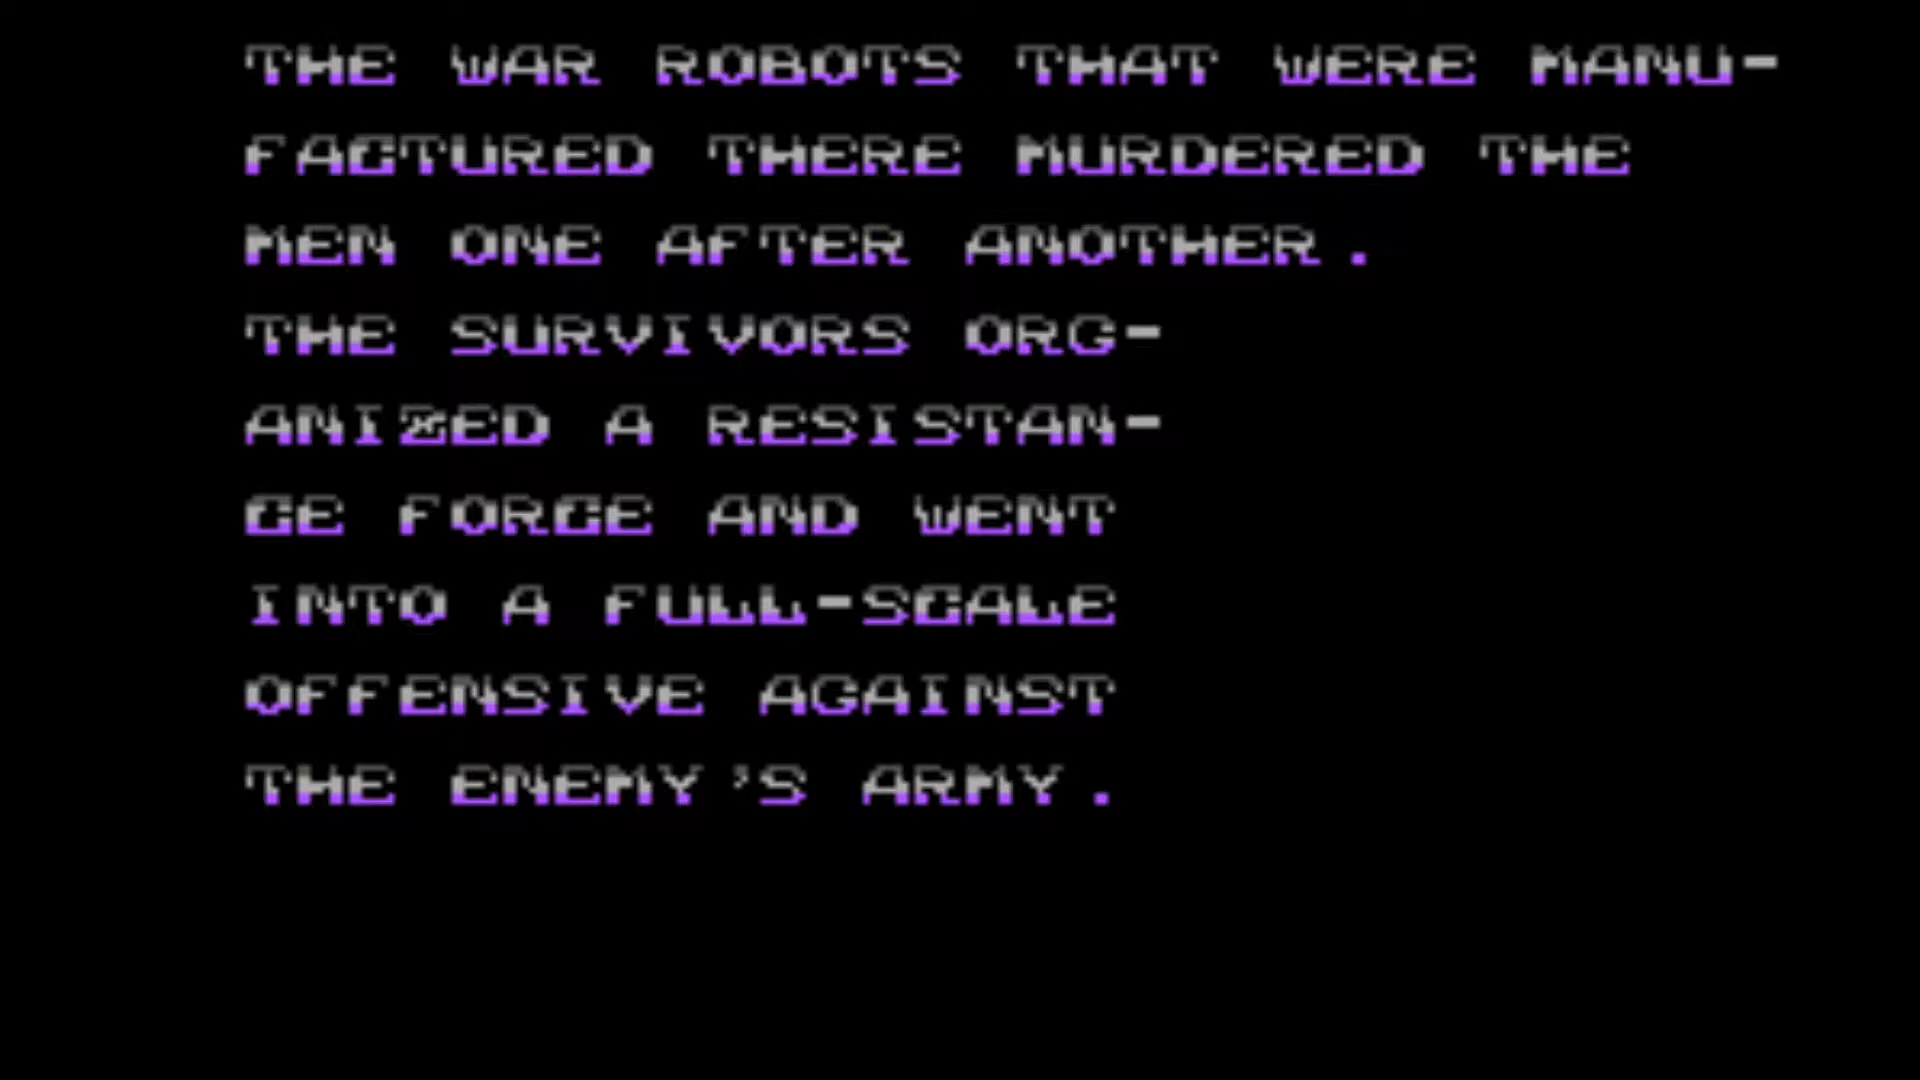 THE WAR ROBOTS THAT WERE MANU-
FACTURED THERE MURDERED THE
MEN ONE AFTER ANOTHER.
THE SURVIVORS ORG-
ANIZED A RESISTAN-
CE FORCE AND WENT
INTO A FULL-SCALE
OFFENSIVE AGAINST
THE ENEMY'S ARMY.